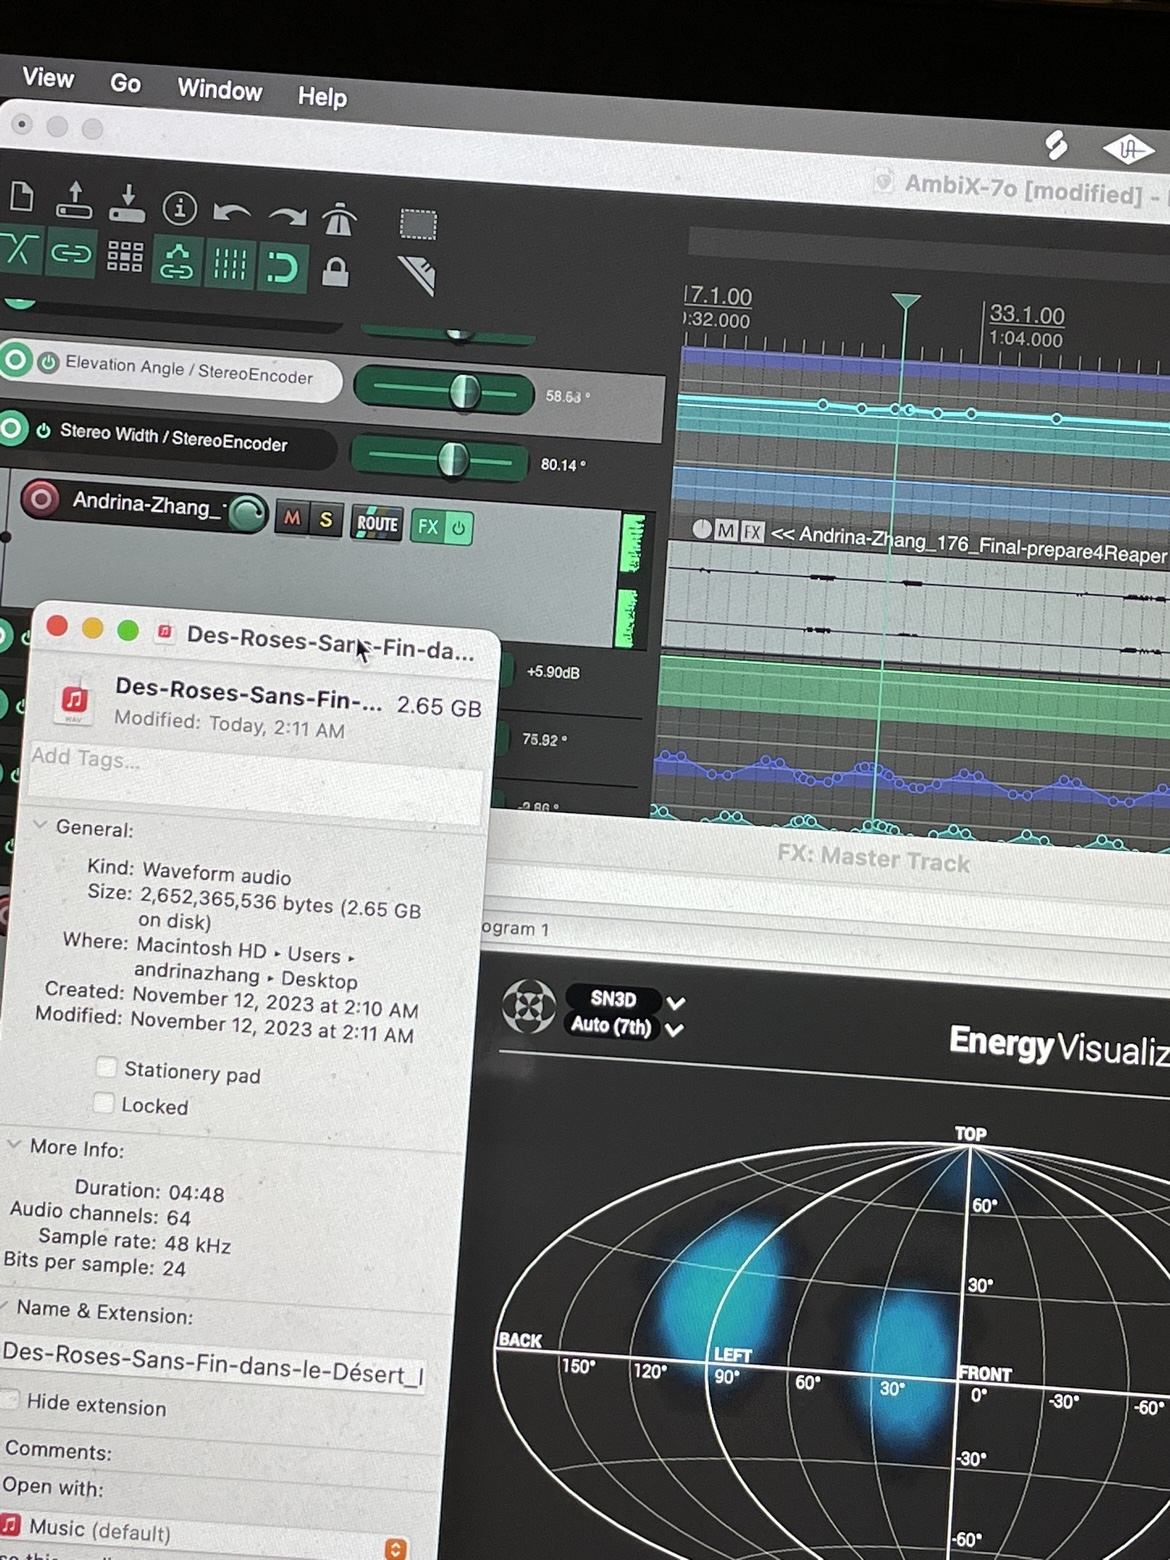 View Go Window Help
AmbiX-7o [modified] -
17.1.00
):32.000
33.1.00
1:04.000
Elevation Angle / StereoEncoder
58.53 °
Stereo Width / StereoEncoder
80.14 °
Andrina-Zhang_
M S ROUTE FX
M FX << Andrina-Zhang_176_Final-prepare4Reaper
Des-Roses-Sans-Fin-da...
+5.90dB
Des-Roses-Sans-Fin-... 2.65 GB
Modified: Today, 2:11 AM
WAV
75.92 °
Add Tags...
-2.86 °
General:
FX: Master Track
Kind: Waveform audio
Size: 2,652,365,536 bytes (2.65 GB
on disk)
ogram 1
Where: Macintosh HD ▸ Users ▸
andrinazhang ▸ Desktop
Created: November 12, 2023 at 2:10 AM
Modified: November 12, 2023 at 2:11 AM
SN3D
Auto (7th)
EnergyVisualiz
Stationery pad
Locked
More Info:
Duration: 04:48
Audio channels: 64
Sample rate: 48 kHz
Bits per sample: 24
Name & Extension:
Des-Roses-Sans-Fin-dans-le-Désert_
Hide extension
Comments:
Open with:
Music (default)
TOP
60°
30°
BACK
150°
120°
LEFT
90°
60°
30°
FRONT
0°
-30°
-60°
-30°
-60°